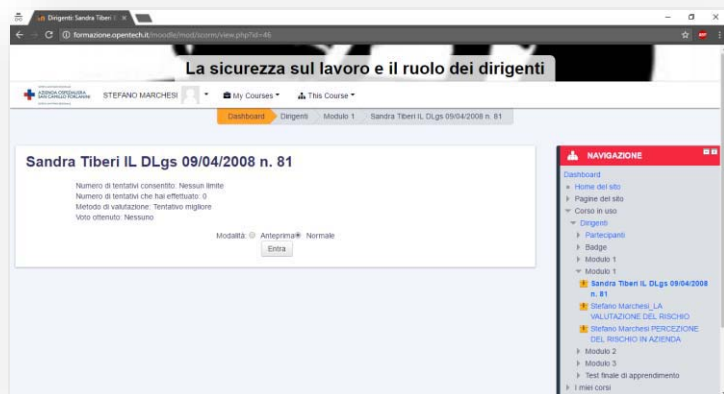 Dirigenti: Sandra Tiberi I
formazione.opentech.it/moodle/mod/scorm/view.php?id=46
La sicurezza sul lavoro e il ruolo dei dirigenti
AZIENDA OSPEDALIERA
SAN CAMILLO FORLANINI
STEFANO MARCHESI
My Courses
This Course
Dashboard
Dirigenti
Modulo 1
Sandra Tiberi IL DLgs 09/04/2008 n. 81
Sandra Tiberi IL DLgs 09/04/2008 n. 81
Numero di tentativi consentito: Nessun limite
Numero di tentativi che hai effettuato: 0
Metodo di valutazione: Tentativo migliore
Voto ottenuto: Nessuno
Modalità: Anteprima Normale
Entra
NAVIGAZIONE
Dashboard
Home del sito
Pagine del sito
Corso in uso
Dirigenti
Partecipanti
Badge
Modulo 1
Modulo 1
Sandra Tiberi IL DLgs 09/04/2008
n. 81
Stefano Marchesi_LA
VALUTAZIONE DEL RISCHIO
Stefano Marchesi PERCEZIONE
DEL RISCHIO IN AZIENDA
Modulo 2
Modulo 3
Test finale di apprendimento
I miei corsi